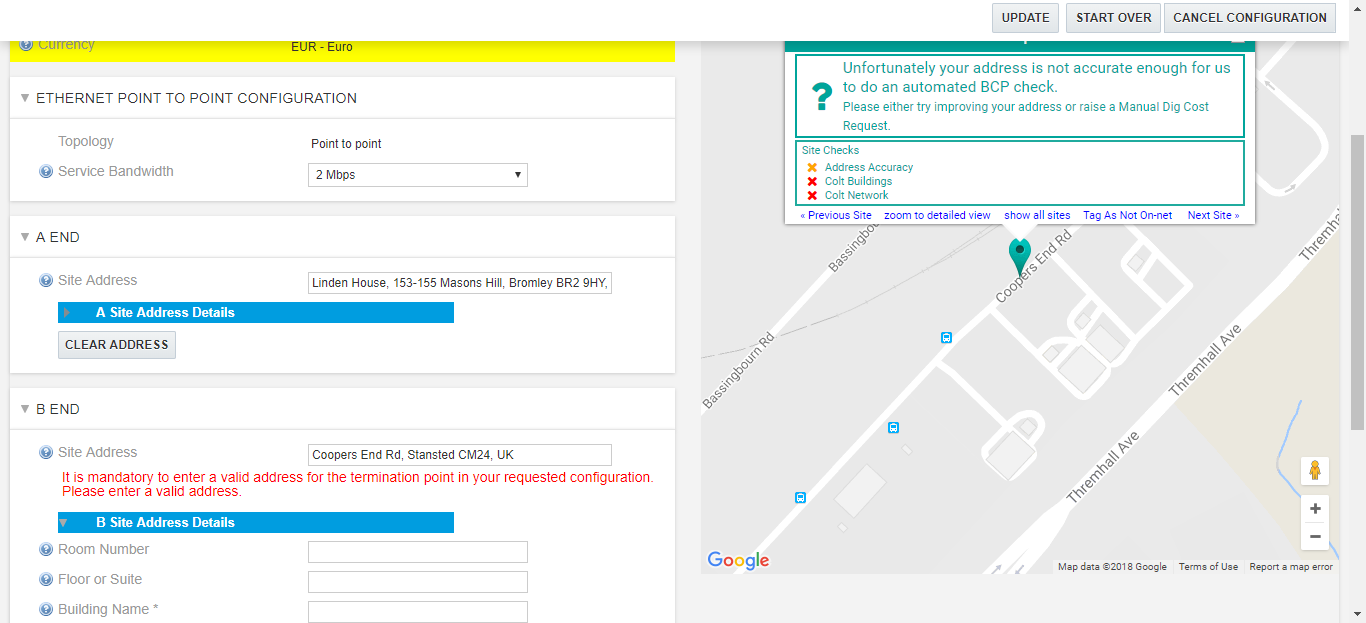 UPDATE
START OVER
CANCEL CONFIGURATION
Currency
EUR - Euro
ETHERNET POINT TO POINT CONFIGURATION
Topology
Point to point
Service Bandwidth
2 Mbps
A END
Site Address
Linden House, 153-155 Masons Hill, Bromley BR2 9HY,
A Site Address Details
CLEAR ADDRESS
B END
Site Address
Coopers End Rd, Stansted CM24, UK
It is mandatory to enter a valid address for the termination point in your requested configuration.
Please enter a valid address.
B Site Address Details
Room Number
Floor or Suite
Building Name *
Unfortunately your address is not accurate enough for us
to do an automated BCP check.
Please either try improving your address or raise a Manual Dig Cost
Request.
Site Checks
Address Accuracy
Colt Buildings
Colt Network
« Previous Site
zoom to detailed view
show all sites
Tag As Not On-net
Next Site »
Coopers End Rd
Bassingbourn Rd
Thremhall Ave
Thremhall Ave
Google
Map data ©2018 Google
Terms of Use
Report a map error